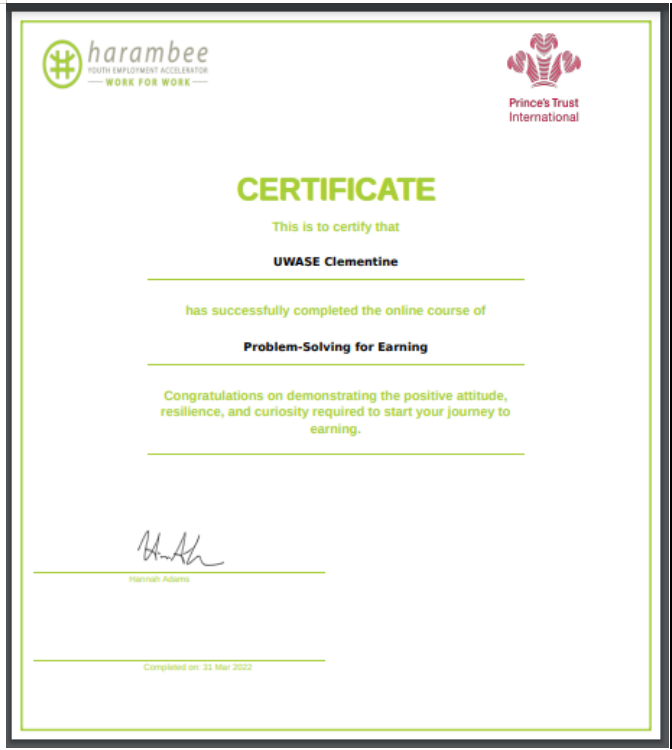 harambee
YOUTH EMPLOYMENT ACCELERATOR
WORK FOR WORK
Prince's Trust
International
CERTIFICATE
This is to certify that
UWASE Clementine
has successfully completed the online course of
Problem-Solving for Earning
Congratulations on demonstrating the positive attitude,
resilience, and curiosity required to start your journey to
earning.
Hannah Adams
Completed on: 31 Mar 2022